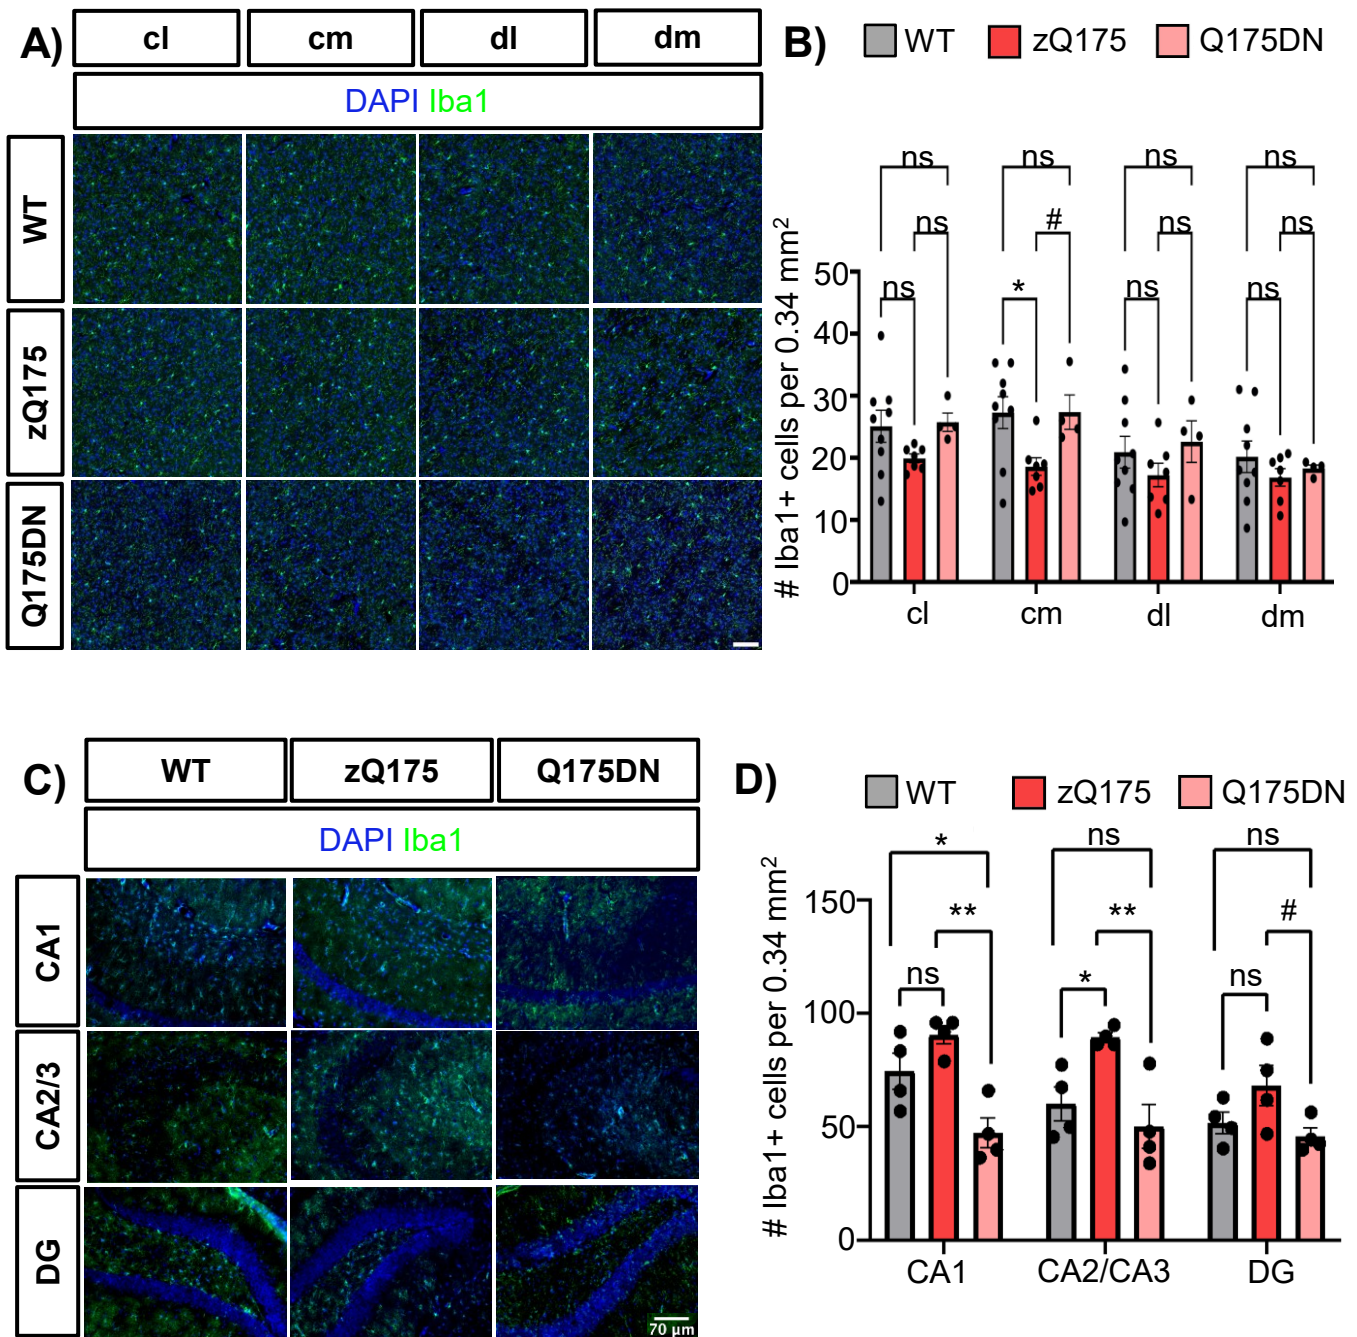 A)
cl cm dl dm
DAPI Iba1
WT
zQ175
Q175DN
B)
WT zQ175 Q175DN
ns ns ns ns
ns # ns ns
ns * ns ns
# Iba1+ cells per 0.34 mm²
50
40
30
20
10
0
cl cm dl dm
C)
WT zQ175 Q175DN
DAPI Iba1
CA1
CA2/3
DG
70 µm
D)
WT zQ175 Q175DN
* ns ns
** ** #
ns * ns
# Iba1+ cells per 0.34 mm²
150
100
50
0
CA1 CA2/CA3 DG